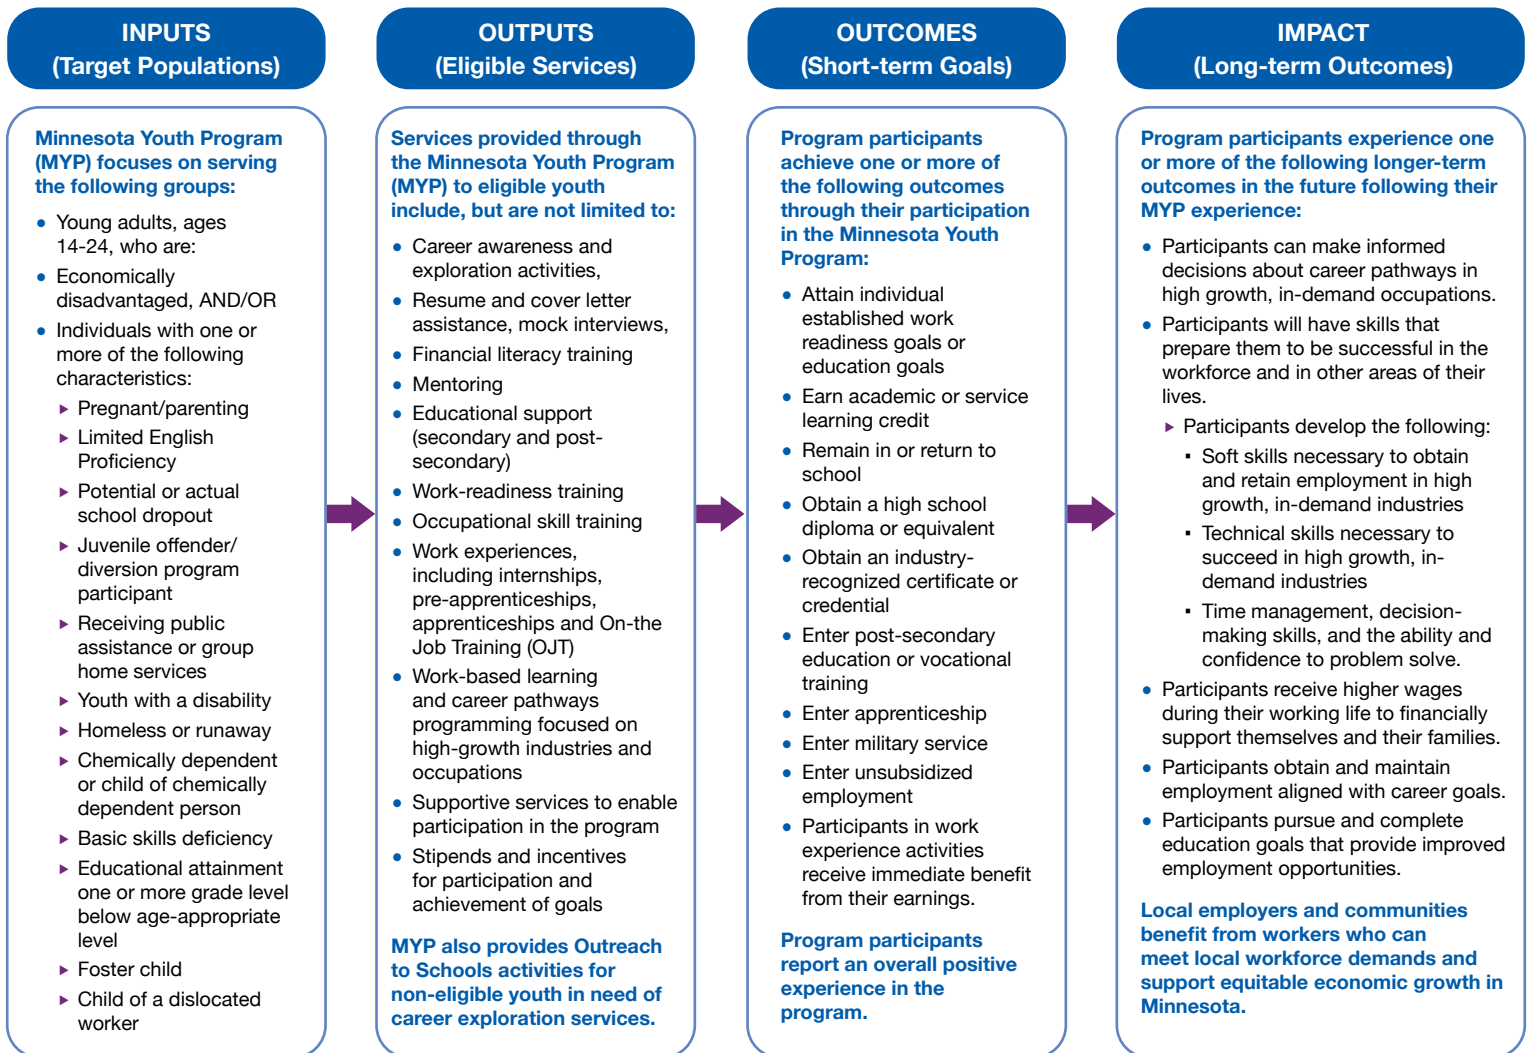 INPUTS
(Target Populations)
Minnesota Youth Program
(MYP) focuses on serving
the following groups:
• Young adults, ages
14-24, who are:
• Economically
disadvantaged, AND/OR
• Individuals with one or
more of the following
characteristics:
▶ Pregnant/parenting
▶ Limited English
Proficiency
▶ Potential or actual
school dropout
▶ Juvenile offender/
diversion program
participant
▶ Receiving public
assistance or group
home services
▶ Youth with a disability
▶ Homeless or runaway
▶ Chemically dependent
or child of chemically
dependent person
▶ Basic skills deficiency
▶ Educational attainment
one or more grade level
below age-appropriate
level
▶ Foster child
▶ Child of a dislocated
worker
OUTPUTS
(Eligible Services)
Services provided through
the Minnesota Youth Program
(MYP) to eligible youth
include, but are not limited to:
• Career awareness and
exploration activities,
• Resume and cover letter
assistance, mock interviews,
• Financial literacy training
• Mentoring
• Educational support
(secondary and post-
secondary)
• Work-readiness training
• Occupational skill training
• Work experiences,
including internships,
pre-apprenticeships,
apprenticeships and On-the
Job Training (OJT)
• Work-based learning
and career pathways
programming focused on
high-growth industries and
occupations
• Supportive services to enable
participation in the program
• Stipends and incentives
for participation and
achievement of goals
MYP also provides Outreach
to Schools activities for
non-eligible youth in need of
career exploration services.
OUTCOMES
(Short-term Goals)
Program participants
achieve one or more of
the following outcomes
through their participation
in the Minnesota Youth
Program:
• Attain individual
established work
readiness goals or
education goals
• Earn academic or service
learning credit
• Remain in or return to
school
• Obtain a high school
diploma or equivalent
• Obtain an industry-
recognized certificate or
credential
• Enter post-secondary
education or vocational
training
• Enter apprenticeship
• Enter military service
• Enter unsubsidized
employment
• Participants in work
experience activities
receive immediate benefit
from their earnings.
Program participants
report an overall positive
experience in the
program.
IMPACT
(Long-term Outcomes)
Program participants experience one
or more of the following longer-term
outcomes in the future following their
MYP experience:
• Participants can make informed
decisions about career pathways in
high growth, in-demand occupations.
• Participants will have skills that
prepare them to be successful in the
workforce and in other areas of their
lives.
▶ Participants develop the following:
▪ Soft skills necessary to obtain
and retain employment in high
growth, in-demand industries
▪ Technical skills necessary to
succeed in high growth, in-
demand industries
▪ Time management, decision-
making skills, and the ability and
confidence to problem solve.
• Participants receive higher wages
during their working life to financially
support themselves and their families.
• Participants obtain and maintain
employment aligned with career goals.
• Participants pursue and complete
education goals that provide improved
employment opportunities.
Local employers and communities
benefit from workers who can
meet local workforce demands and
support equitable economic growth in
Minnesota.